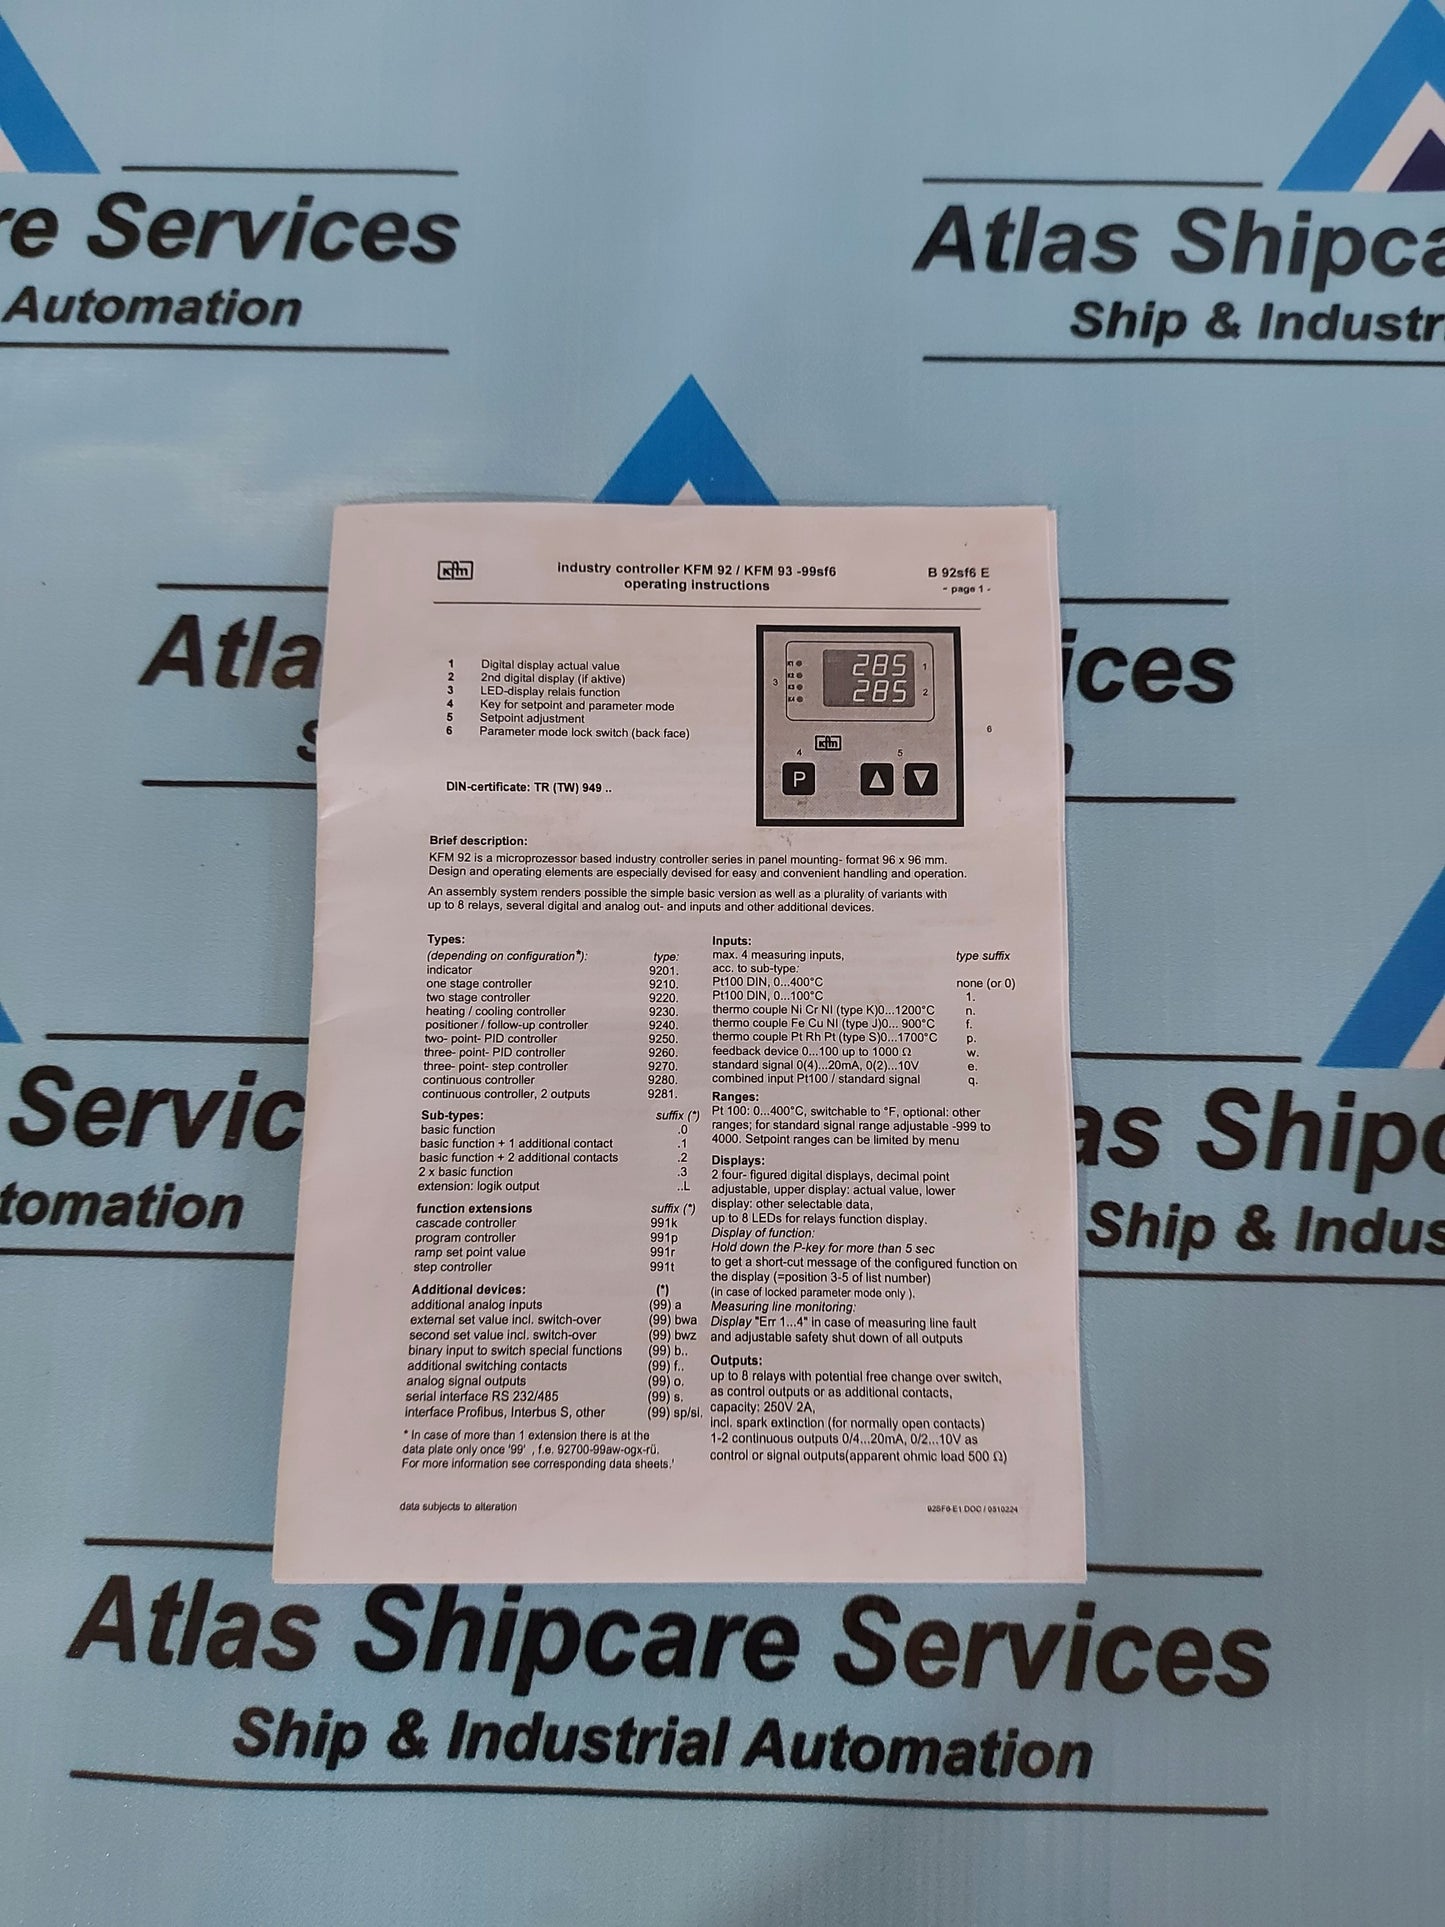 re Services
Automation
Atlas Shipca
Ship & Industr
Atla
ices
S
n
Servic
tomation
as Shipc
Ship & Indus
kfm
industry controller KFM 92 / KFM 93 -99sf6
operating instructions
B 92sf6 E
- page 1 -
1 Digital display actual value
2 2nd digital display (if aktive)
3 LED-display relais function
4 Key for setpoint and parameter mode
5 Setpoint adjustment
6 Parameter mode lock switch (back face)
DIN-certificate: TR (TW) 949 ..
K1
K2
K3
K4
3
285 1
285 2
6
kfm
4
5
P
Brief description:
KFM 92 is a microprozessor based industry controller series in panel mounting- format 96 x 96 mm.
Design and operating elements are especially devised for easy and convenient handling and operation.
An assembly system renders possible the simple basic version as well as a plurality of variants with
up to 8 relays, several digital and analog out- and inputs and other additional devices.
Types:
(depending on configuration*): type:
indicator 9201.
one stage controller 9210.
two stage controller 9220.
heating / cooling controller 9230.
positioner / follow-up controller 9240.
two- point- PID controller 9250.
three- point- PID controller 9260.
three- point- step controller 9270.
continuous controller 9280.
continuous controller, 2 outputs 9281.
Sub-types: suffix (*)
basic function .0
basic function + 1 additional contact .1
basic function + 2 additional contacts .2
2 x basic function .3
extension: logik output ..L
function extensions suffix (*)
cascade controller 991k
program controller 991p
ramp set point value 991r
step controller 991t
Additional devices: (*)
additional analog inputs (99) a
external set value incl. switch-over (99) bwa
second set value incl. switch-over (99) bwz
binary input to switch special functions (99) b..
additional switching contacts (99) f..
analog signal outputs (99) o.
serial interface RS 232/485 (99) s.
interface Profibus, Interbus S, other (99) sp/si.
* In case of more than 1 extension there is at the
data plate only once '99' , f.e. 92700-99aw-ogx-rü.
For more information see corresponding data sheets.'
Inputs:
max. 4 measuring inputs, type suffix
acc. to sub-type:
Pt100 DIN, 0...400°C none (or 0)
Pt100 DIN, 0...100°C 1.
thermo couple Ni Cr NI (type K)0...1200°C n.
thermo couple Fe Cu NI (type J)0... 900°C f.
thermo couple Pt Rh Pt (type S)0...1700°C p.
feedback device 0...100 up to 1000 Ω w.
standard signal 0(4)...20mA, 0(2)...10V e.
combined input Pt100 / standard signal q.
Ranges:
Pt 100: 0...400°C, switchable to °F, optional: other
ranges; for standard signal range adjustable -999 to
4000. Setpoint ranges can be limited by menu
Displays:
2 four- figured digital displays, decimal point
adjustable, upper display: actual value, lower
display: other selectable data,
up to 8 LEDs for relays function display.
Display of function:
Hold down the P-key for more than 5 sec
to get a short-cut message of the configured function on
the display (=position 3-5 of list number)
(in case of locked parameter mode only ).
Measuring line monitoring:
Display "Err 1...4" in case of measuring line fault
and adjustable safety shut down of all outputs
Outputs:
up to 8 relays with potential free change over switch,
as control outputs or as additional contacts,
capacity: 250V 2A,
incl. spark extinction (for normally open contacts)
1-2 continuous outputs 0/4...20mA, 0/2...10V as
control or signal outputs(apparent ohmic load 500 Ω)
data subjects to alteration
92SF6-E1.DOC / 0510224
Atlas Shipcare Services
Ship & Industrial Automation